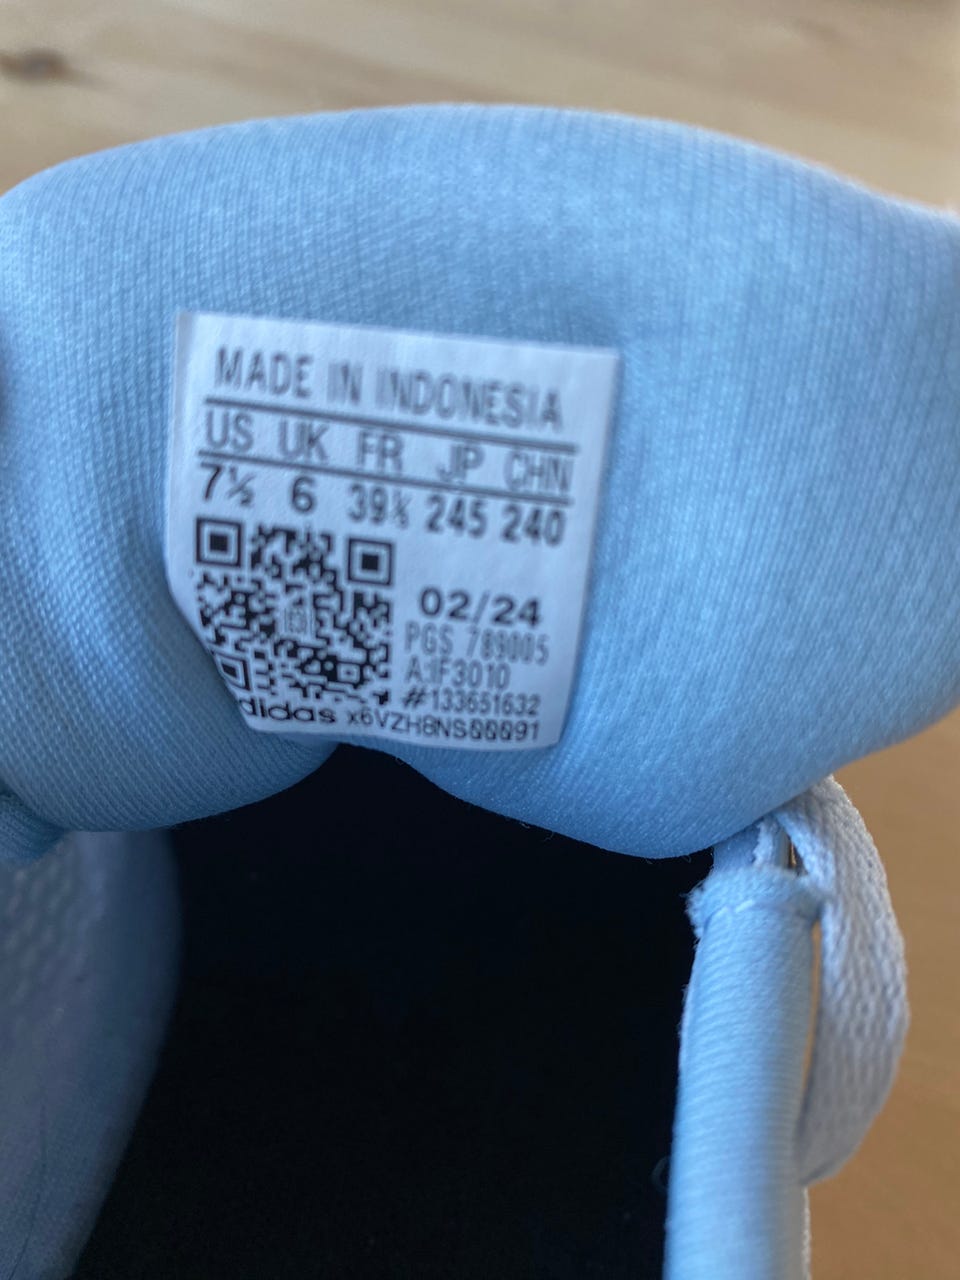 MADE IN INDONESIA
US UK FR JP CHN
7½ 6 39⅓ 245 240
02/24
PGS 789005
A:IF3010
#133651632
adidas x6VZH8NS00091